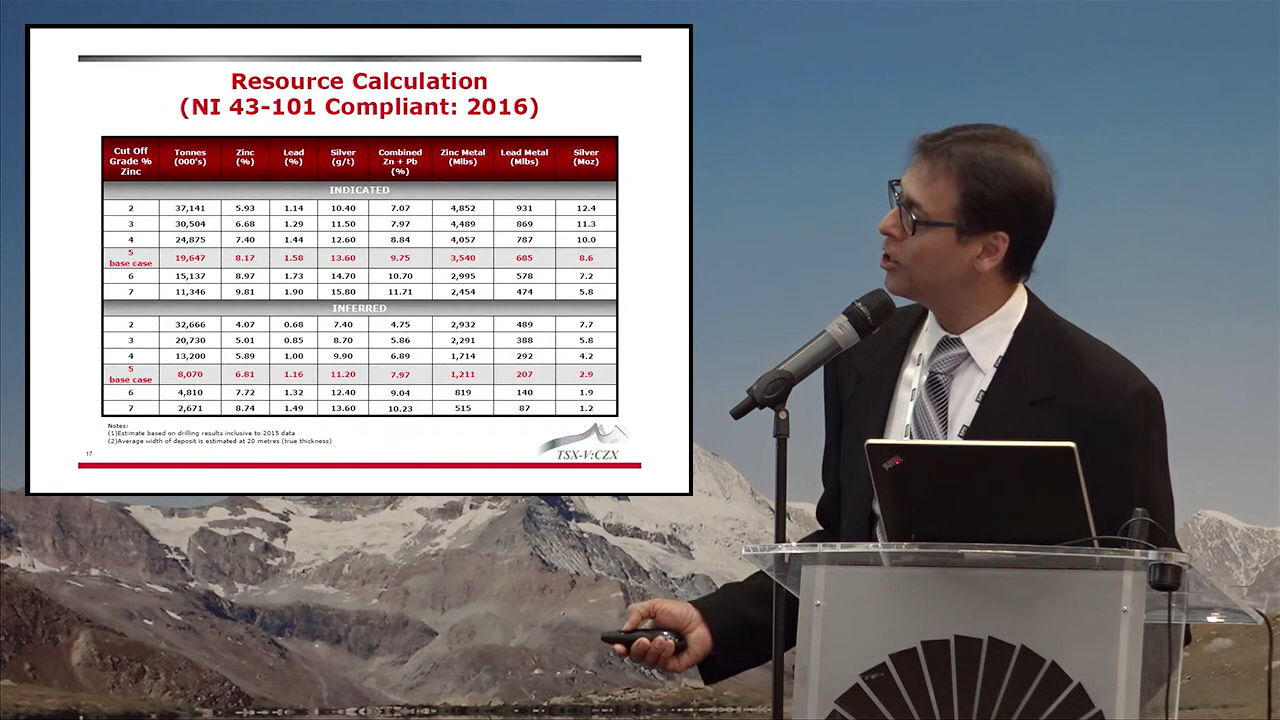 Resource Calculation
(NI 43-101 Compliant: 2016)
Cut Off Grade % Zinc Tonnes (000's) Zinc (%) Lead (%) Silver (g/t) Combined Zn + Pb (%) Zinc Metal (Mlbs) Lead Metal (Mlbs) Silver (Moz)
INDICATED
2 37,141 5.93 1.14 10.40 7.07 4,852 931 12.4
3 30,504 6.68 1.29 11.50 7.97 4,489 869 11.3
4 24,875 7.40 1.44 12.60 8.84 4,057 787 10.0
5 base case 19,647 8.17 1.58 13.60 9.75 3,540 685 8.6
6 15,137 8.97 1.73 14.70 10.70 2,995 578 7.2
7 11,346 9.81 1.90 15.80 11.71 2,454 474 5.8
INFERRED
2 32,666 4.07 0.68 7.40 4.75 2,932 489 7.7
3 20,730 5.01 0.85 8.70 5.86 2,291 388 5.8
4 13,200 5.89 1.00 9.90 6.89 1,714 292 4.2
5 base case 8,070 6.81 1.16 11.20 7.97 1,211 207 2.9
6 4,810 7.72 1.32 12.40 9.04 819 140 1.9
7 2,671 8.74 1.49 13.60 10.23 515 87 1.2
Notes:
(1)Estimate based on drilling results inclusive to 2015 data
(2)Average width of deposit is estimated at 20 metres (true thickness)
17
TSX-V:CZX